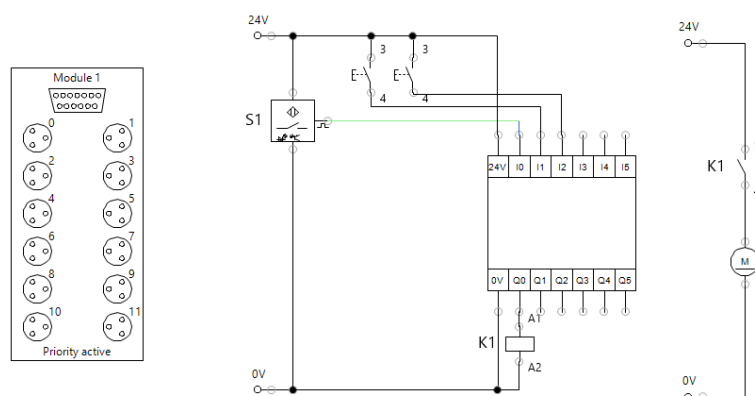 Module 1
0 1
2 3
4 5
6 7
8 9
10 11
Priority active
24V
3 3
4 4
S1
24V I0 I1 I2 I3 I4 I5
0V Q0 Q1 Q2 Q3 Q4 Q5
A1
K1
A2
0V
24V
K1
M
0V